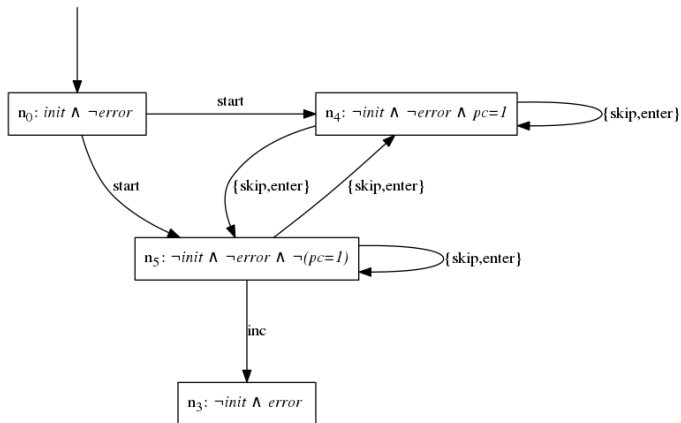 start
n0: init ∧ ¬error
n4: ¬init ∧ ¬error ∧ pc=1
{skip,enter}
start
{skip,enter}
{skip,enter}
n5: ¬init ∧ ¬error ∧ ¬(pc=1)
{skip,enter}
inc
n3: ¬init ∧ error